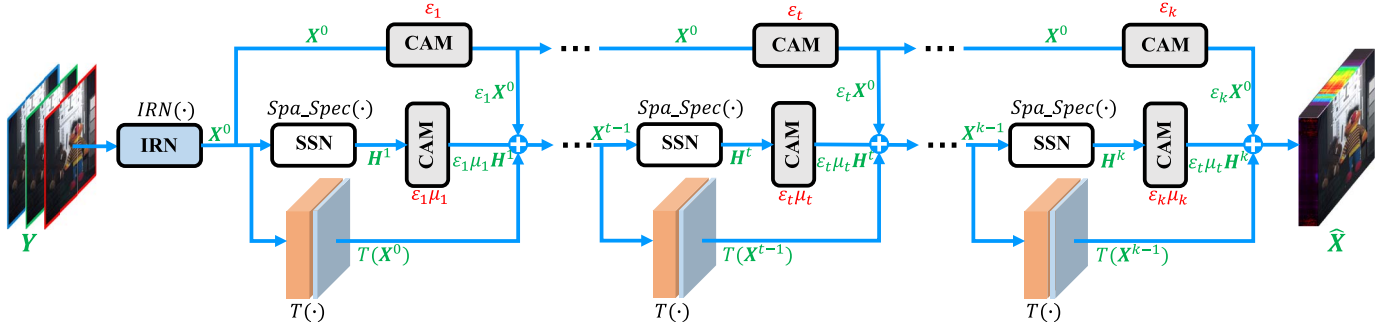 ε₁ εₜ εₖ
X⁰ CAM ... X⁰ CAM ... X⁰ CAM
ε₁X⁰ εₜX⁰ εₖX⁰
IRN(·) Spa_Spec(·) Spa_Spec(·) Spa_Spec(·)
IRN X⁰ SSN H¹ CAM ε₁μ₁H¹ ... Xᵗ⁻¹ SSN Hᵗ CAM εₜμₜHᵗ ... Xᵏ⁻¹ SSN Hᵏ CAM εₜμₜHᵏ
ε₁μ₁ εₜμₜ εₖμₖ
Y T(X⁰) T(Xᵗ⁻¹) T(Xᵏ⁻¹) X̂
T(·) T(·) T(·)